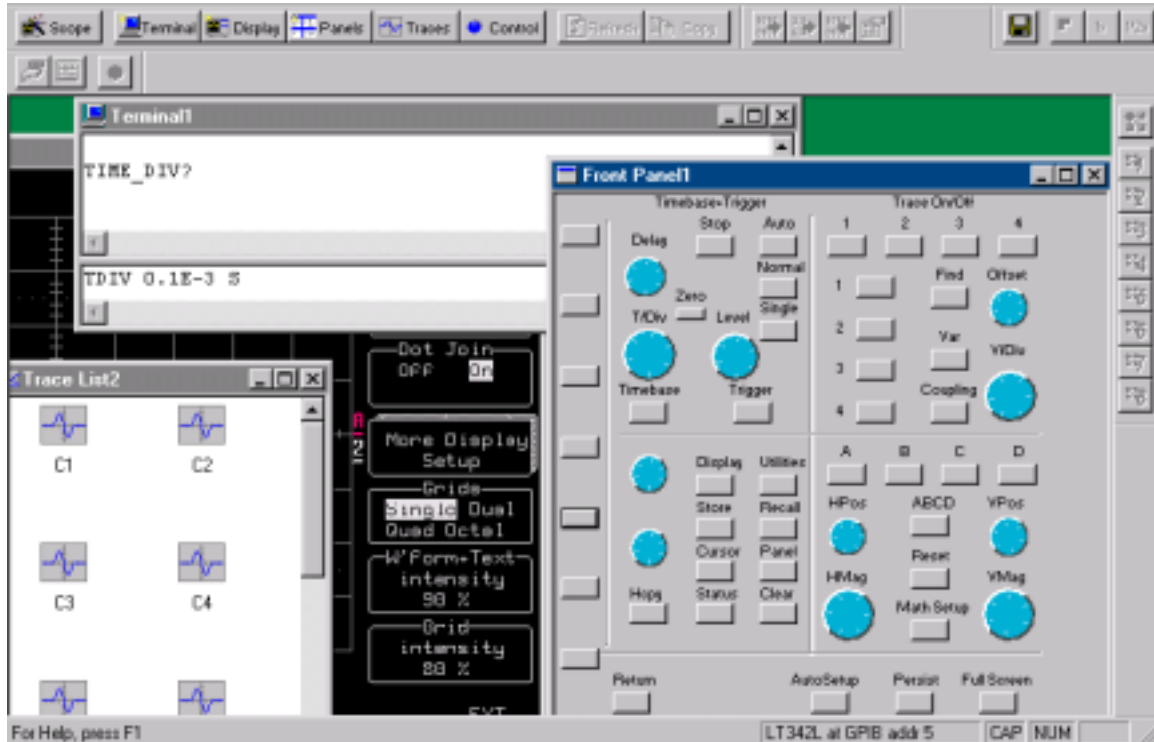 Scope Terminal Display Panels Traces Control Refresh Copy
Terminal1
TIME_DIV?
TDIV 0.1E-3 S
Trace List2
C1 C2
C3 C4
Dot Join
Off On
More Display
Setup
Grids
Single Dual
Quad Octal
W'form+Text
intensity
90 %
Grid
intensity
80 %
EXT
A
2
Front Panel1
Timebase+Trigger
Delay Stop Auto
Normal
Zero Single
T/Div Level
Timebase Trigger
Trace On/Off
1 2 3 4
1 Find Offset
2 Var V/Div
3 Coupling
4
Display Utilities
Store Recall
Cursor Panel
Status Clear
A B C D
HPos ABCD VPos
Reset
HMag VMag
Math Setup
Return AutoSetup Persist Full Screen
For Help, press F1 LT342L at GPIB addr 5 CAP NUM